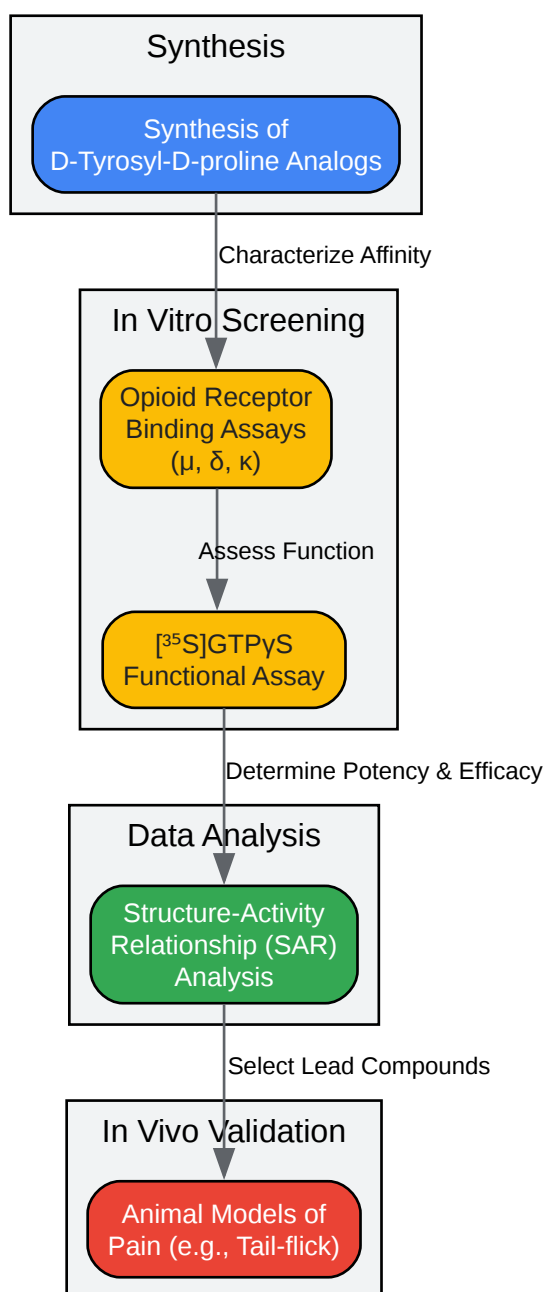 Synthesis
Synthesis of
D-Tyrosyl-D-proline Analogs
Characterize Affinity
In Vitro Screening
Opioid Receptor
Binding Assays
(μ, δ, κ)
Assess Function
[³⁵S]GTPγS
Functional Assay
Determine Potency & Efficacy
Data Analysis
Structure-Activity
Relationship (SAR)
Analysis
Select Lead Compounds
In Vivo Validation
Animal Models of
Pain (e.g., Tail-flick)